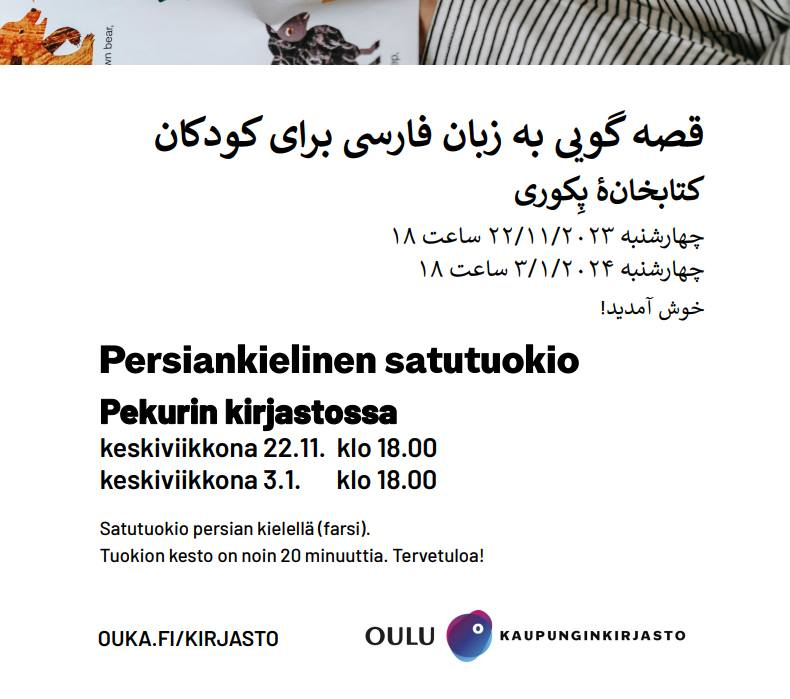 wn bear,
قصه گویی به زبان فارسی برای کودکان
کتابخانهٔ پِکوری
چهارشنبه ۲۲/۱۱/۲۰۲۳ ساعت ۱۸
چهارشنبه ۳/۱/۲۰۲۴ ساعت ۱۸
خوش آمدید!
Persiankielinen satutuokio
Pekurin kirjastossa
keskiviikkona 22.11. klo 18.00
keskiviikkona 3.1. klo 18.00
Satutuokio persian kielellä (farsi).
Tuokion kesto on noin 20 minuuttia. Tervetuloa!
OUKA.FI/KIRJASTO
OULU KAUPUNGINKIRJASTO